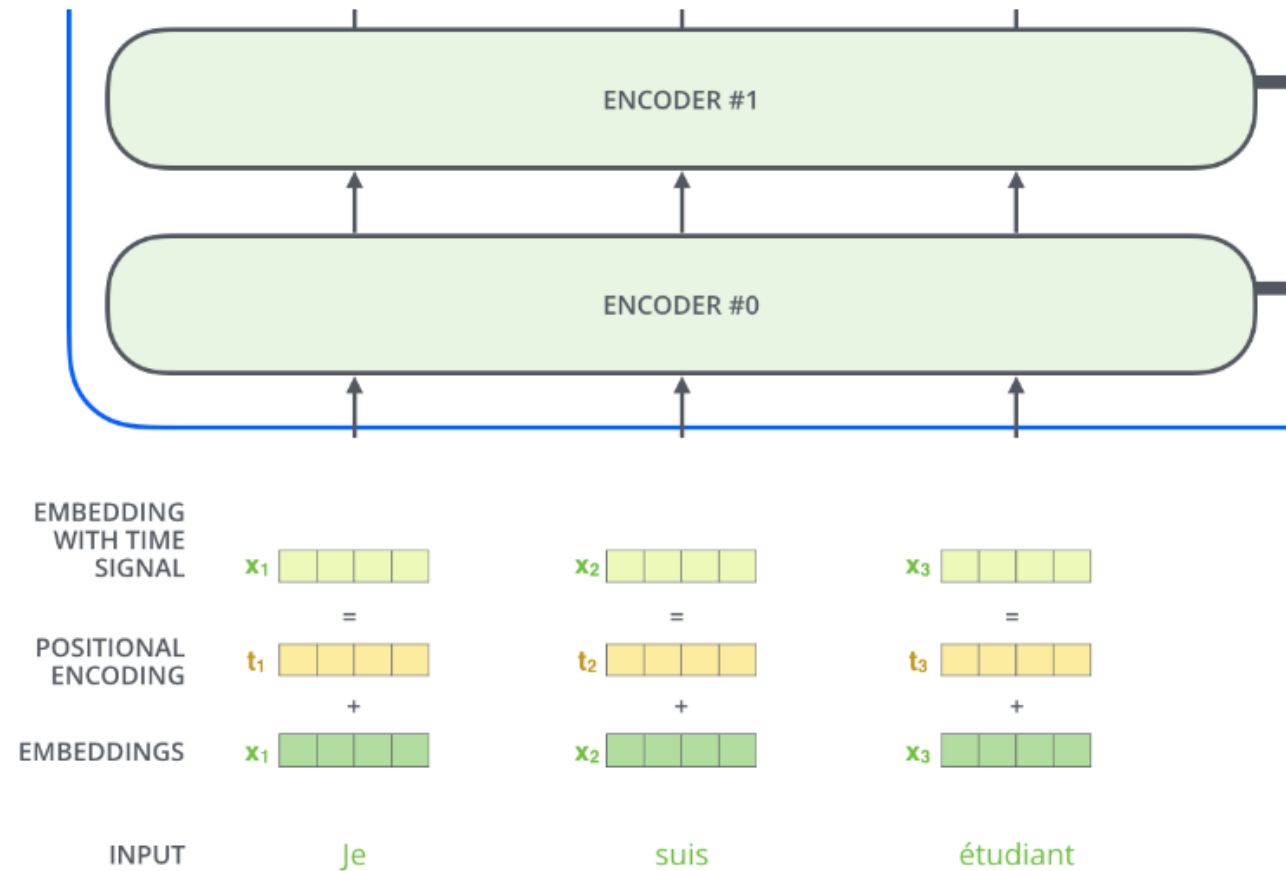 ENCODER #1
ENCODER #0
EMBEDDING
WITH TIME
SIGNAL
x₁ x₂ x₃
= = =
POSITIONAL
ENCODING
t₁ t₂ t₃
+ + +
EMBEDDINGS x₁ x₂ x₃
INPUT Je suis étudiant